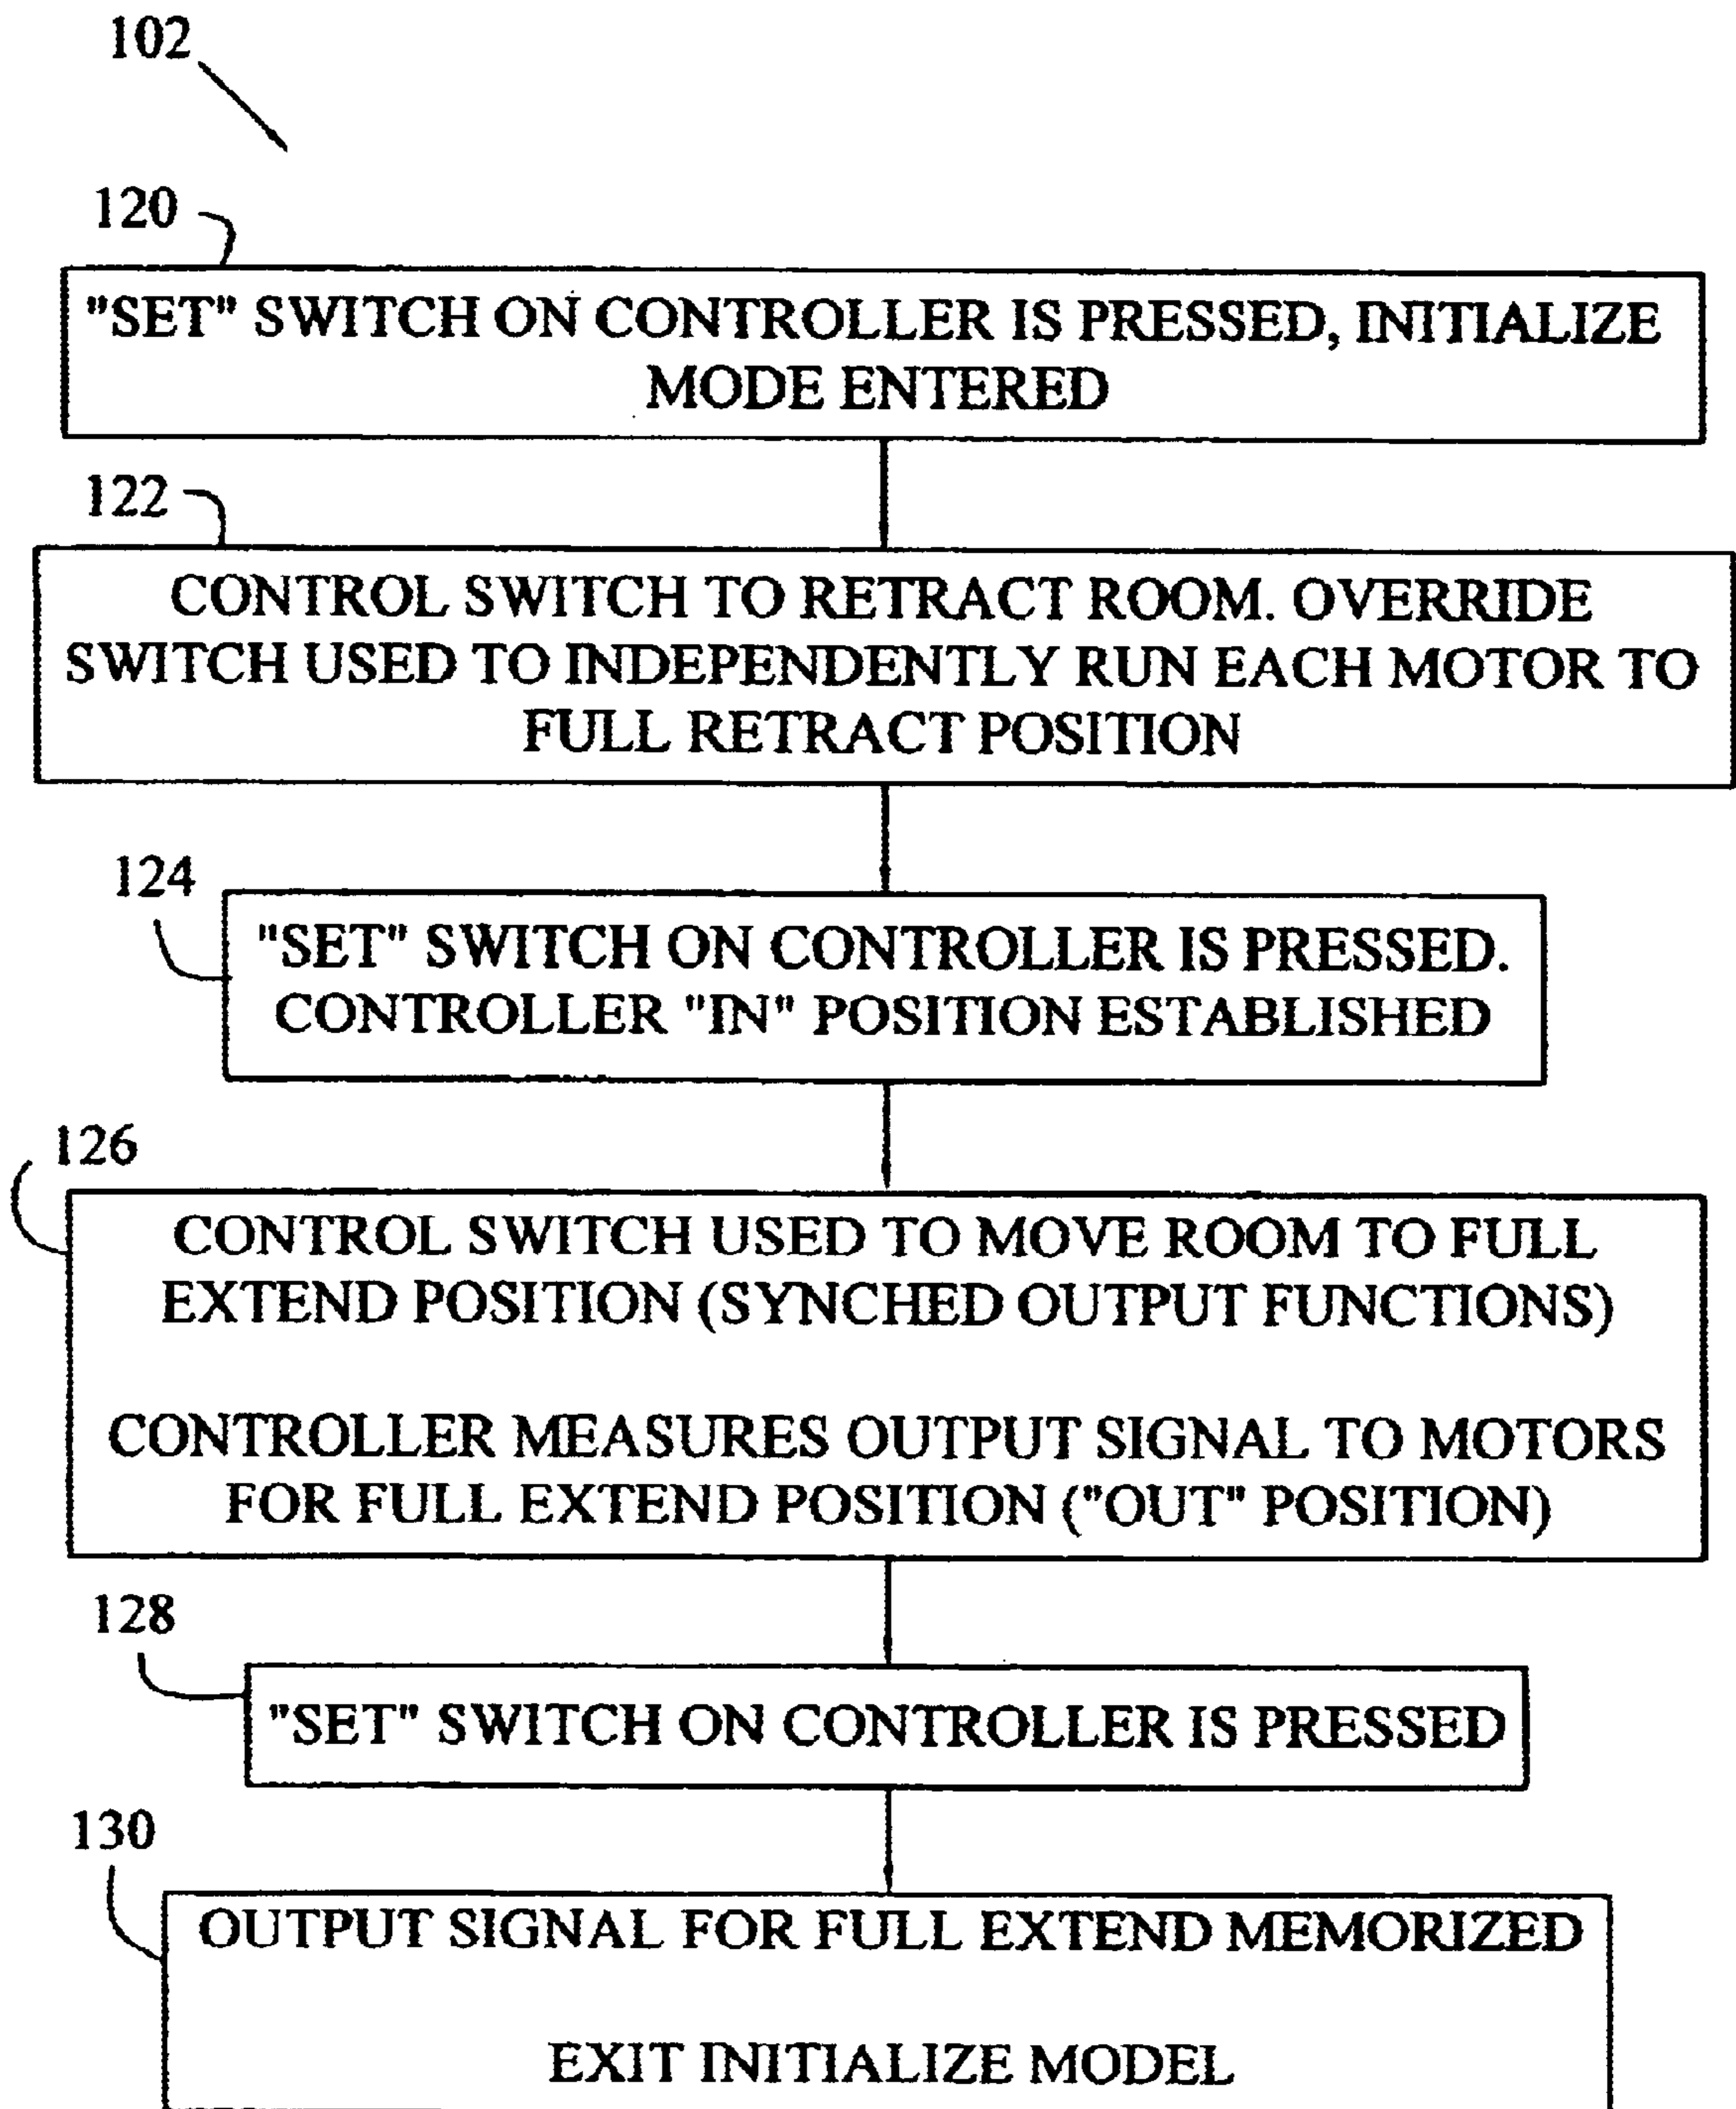 102
120
"SET" SWITCH ON CONTROLLER IS PRESSED, INITIALIZE
MODE ENTERED
122
CONTROL SWITCH TO RETRACT ROOM. OVERRIDE
SWITCH USED TO INDEPENDENTLY RUN EACH MOTOR TO
FULL RETRACT POSITION
124
"SET" SWITCH ON CONTROLLER IS PRESSED.
CONTROLLER "IN" POSITION ESTABLISHED
126
CONTROL SWITCH USED TO MOVE ROOM TO FULL
EXTEND POSITION (SYNCHED OUTPUT FUNCTIONS)
CONTROLLER MEASURES OUTPUT SIGNAL TO MOTORS
FOR FULL EXTEND POSITION ("OUT" POSITION)
128
"SET" SWITCH ON CONTROLLER IS PRESSED
130
OUTPUT SIGNAL FOR FULL EXTEND MEMORIZED
EXIT INITIALIZE MODEL